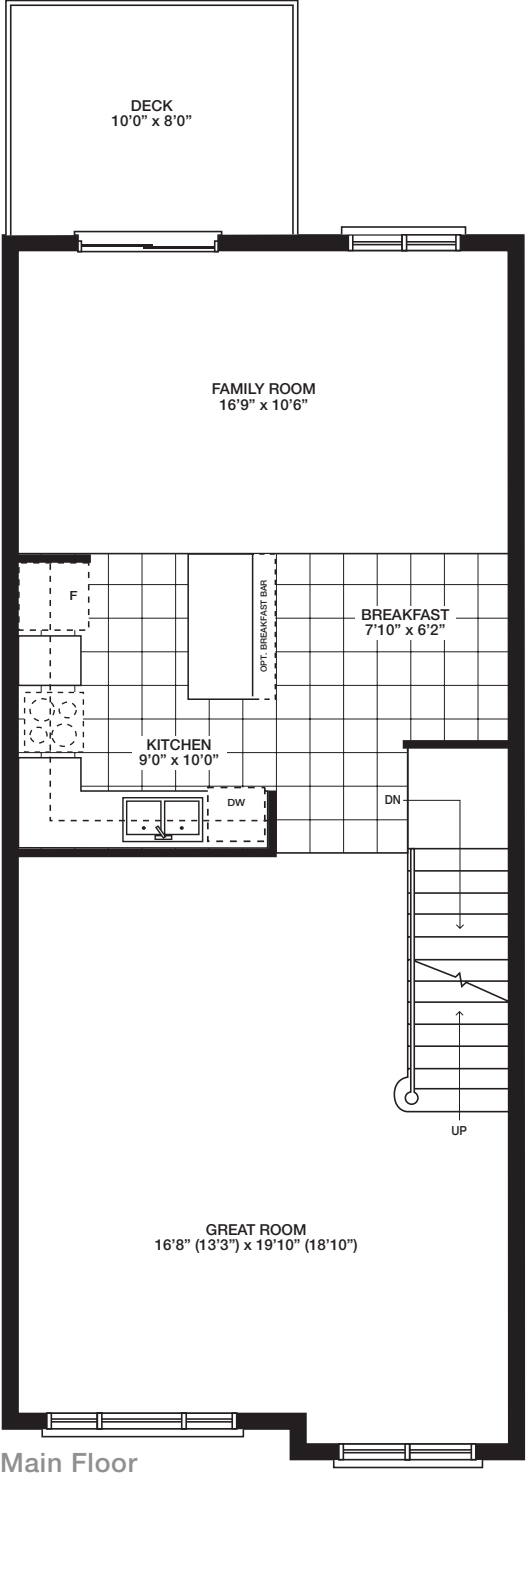 DECK
10’0” x 8’0”
FAMILY ROOM
16’9” x 10’6”
F
OPT. BREAKFAST BAR
BREAKFAST
7’10” x 6’2”
KITCHEN
9’0” x 10’0”
DW
DN
UP
GREAT ROOM
16’8” (13’3”) x 19’10” (18’10”)
Main Floor